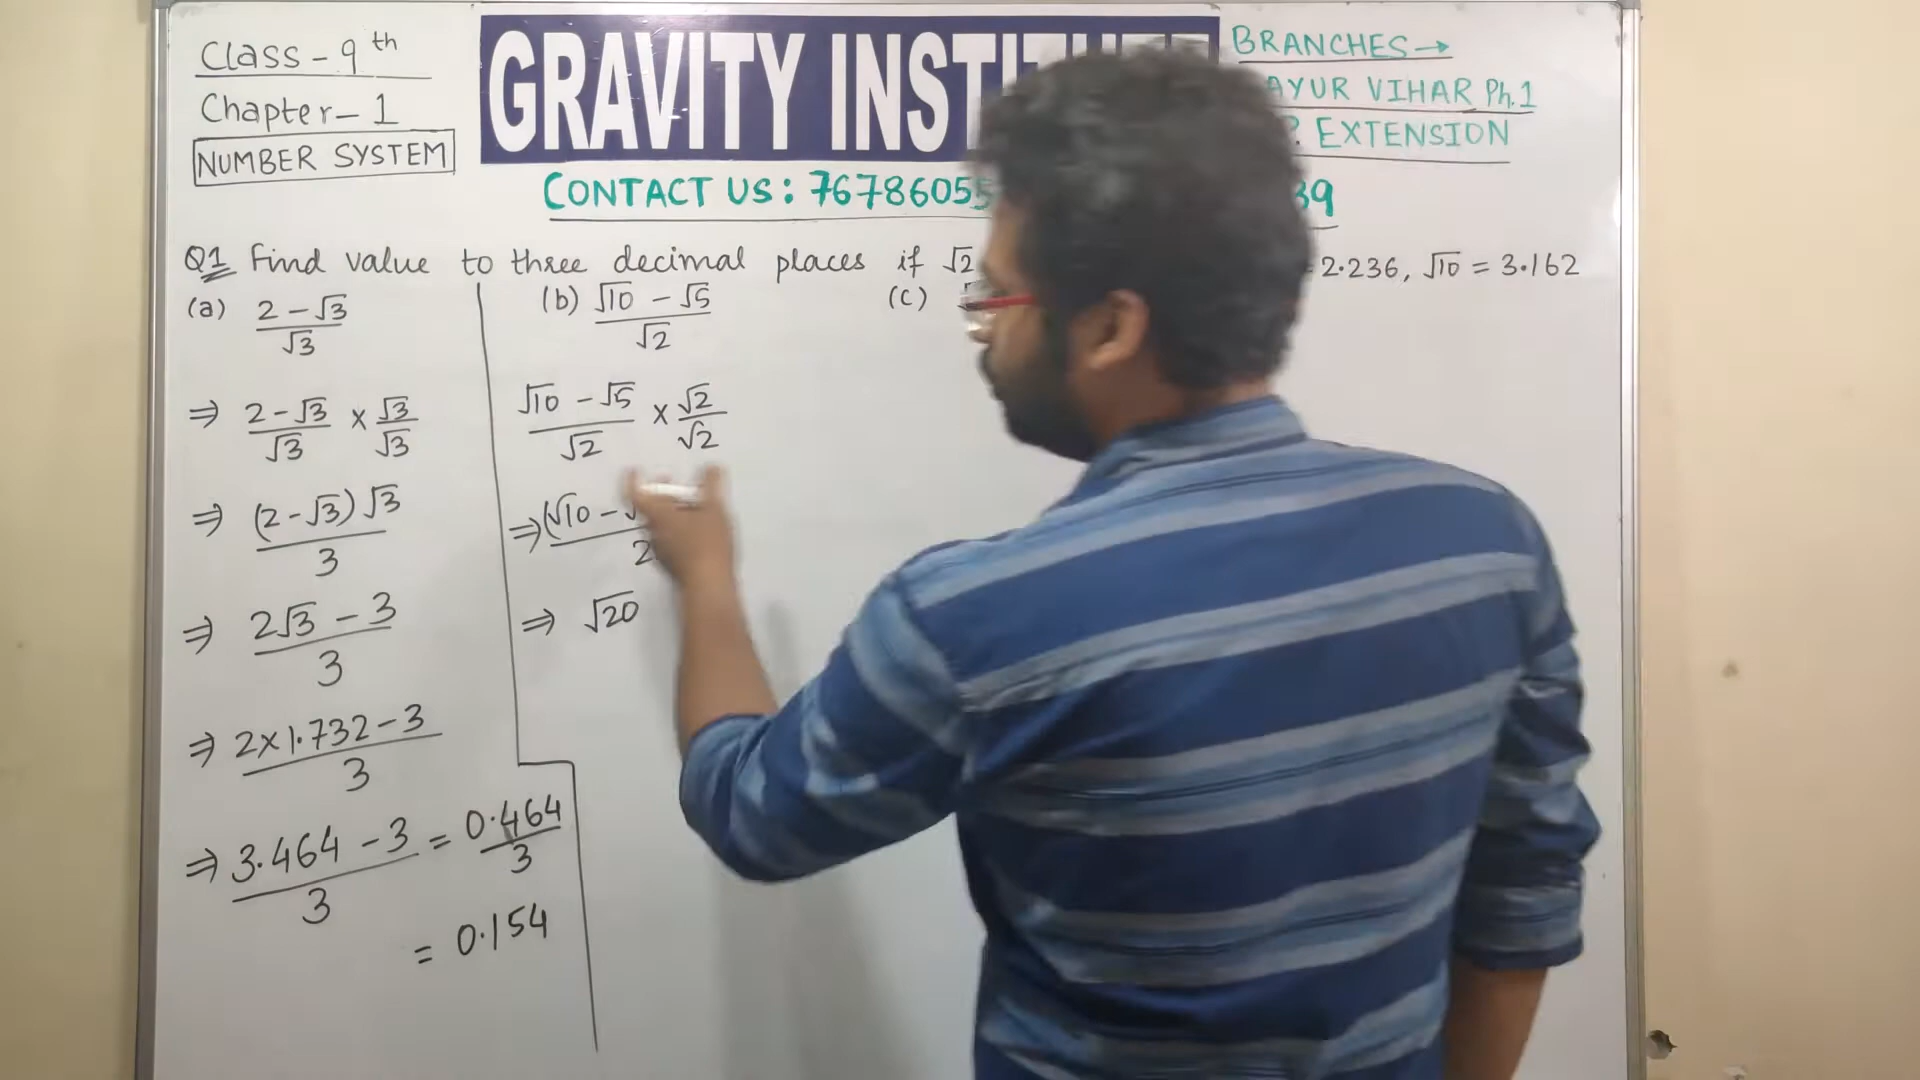 Class - 9th
Chapter - 1
NUMBER SYSTEM
GRAVITY
BRANCHES →
VIHAR Ph.1
EXTENSION
CONTACT US : 7678605
39
Q1 Find value to three decimal places if √2
= 2.236, √10 = 3.162
(a) (2 - √3)/√3
⇒ (2 - √3)/√3 × √3/√3
⇒ (2 - √3)√3/3
⇒ (2√3 - 3)/3
⇒ (2 × 1.732 - 3)/3
⇒ (3.464 - 3)/3 = 0.464/3
= 0.154
(b) (√10 - √5)/√2
(√10 - √5)/√2 × √2/√2
⇒ (√10 - √ /2
⇒ √20
(c)